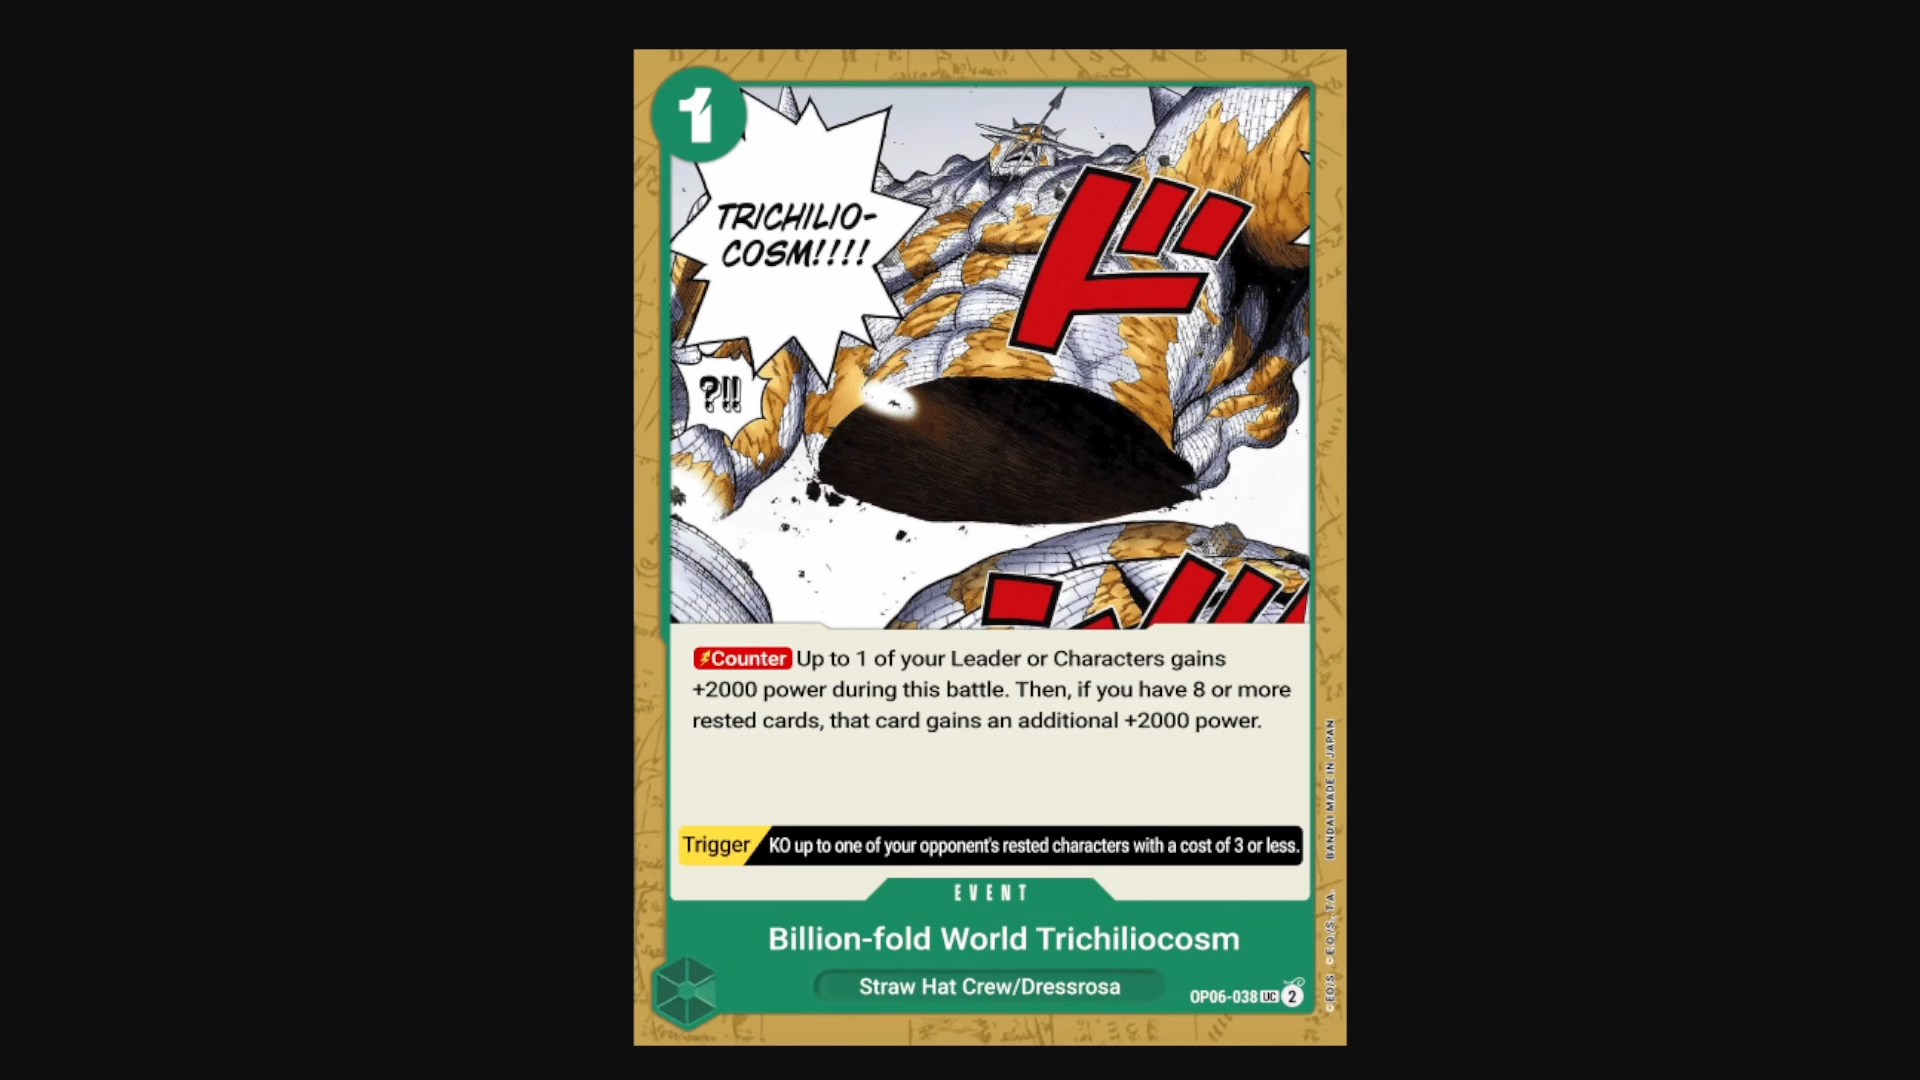 1
TRICHILIO-
COSM!!!!
ド
?!!
⚡Counter Up to 1 of your Leader or Characters gains
+2000 power during this battle. Then, if you have 8 or more
rested cards, that card gains an additional +2000 power.
Trigger KO up to one of your opponent's rested characters with a cost of 3 or less.
EVENT
Billion-fold World Trichiliocosm
Straw Hat Crew/Dressrosa
OP06-038 UC 2
©EO/S ©E.O./S.,T.A. BANDAI MADE IN JAPAN